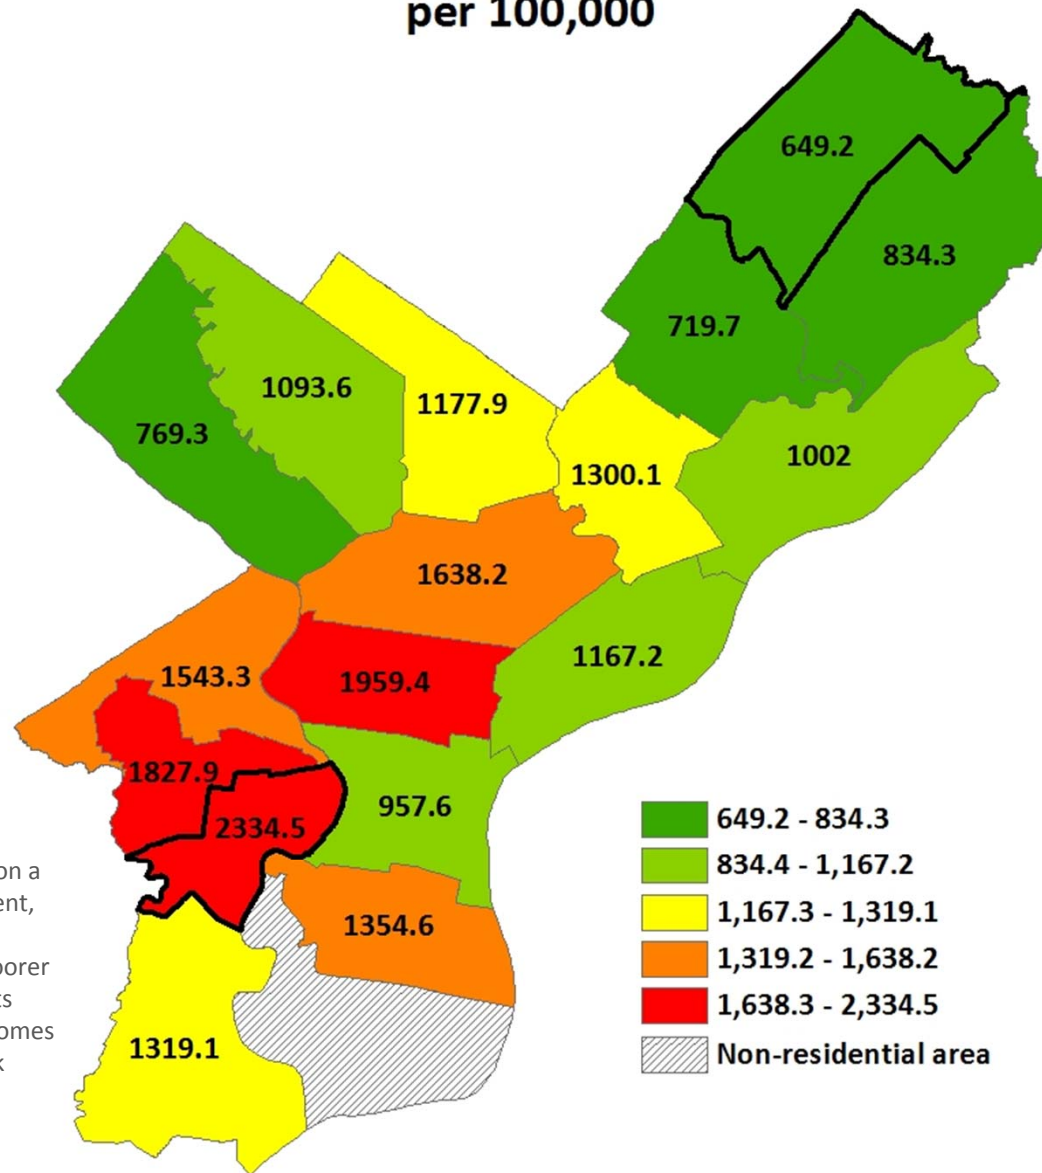 per 100,000
649.2
834.3
719.7
1093.6
1177.9
769.3
1002
1300.1
1638.2
1167.2
1543.3
1959.4
1827.9
957.6
2334.5
1354.6
1319.1
on a
ent,
oorer
ts
omes
k
649.2 - 834.3
834.4 - 1,167.2
1,167.3 - 1,319.1
1,319.2 - 1,638.2
1,638.3 - 2,334.5
Non-residential area